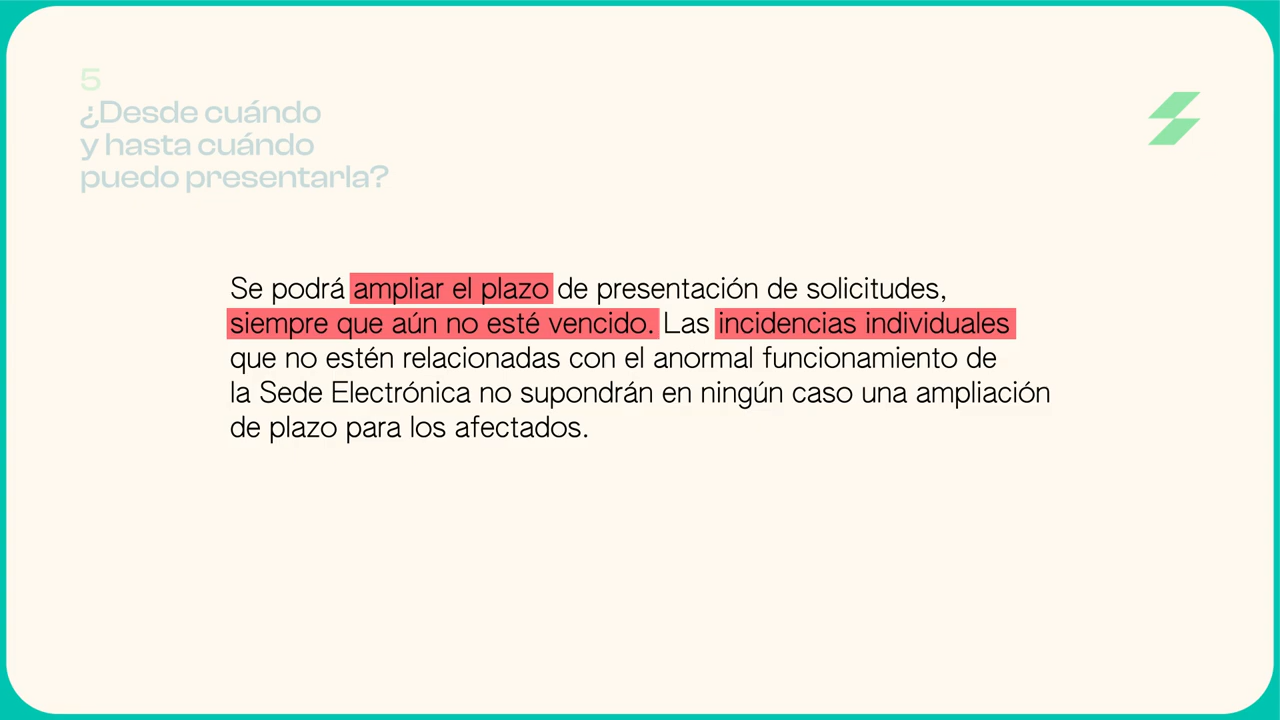 5
¿Desde cuándo
y hasta cuándo
puedo presentarla?
Se podrá ampliar el plazo de presentación de solicitudes,
siempre que aún no esté vencido. Las incidencias individuales
que no estén relacionadas con el anormal funcionamiento de
la Sede Electrónica no supondrán en ningún caso una ampliación
de plazo para los afectados.